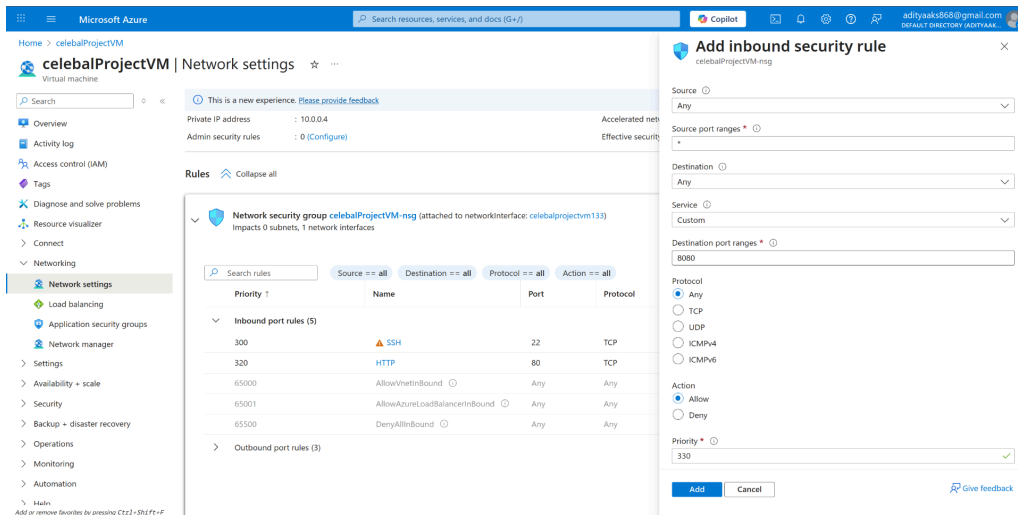 Microsoft Azure
Search resources, services, and docs (G+/)
Copilot
adityaaks868@gmail.com
DEFAULT DIRECTORY (ADITYAAK...
Home > celebalProjectVM
celebalProjectVM | Network settings
Virtual machine
Search
Overview
Activity log
Access control (IAM)
Tags
Diagnose and solve problems
Resource visualizer
Connect
Networking
Network settings
Load balancing
Application security groups
Network manager
Settings
Availability + scale
Security
Backup + disaster recovery
Operations
Monitoring
Automation
Help
Add or remove favorites by pressing Ctrl+Shift+F
This is a new experience. Please provide feedback
Private IP address : 10.0.0.4 Accelerated net
Admin security rules : 0 (Configure) Effective security
Rules Collapse all
Network security group celebalProjectVM-nsg (attached to networkInterface: celebalprojectvm133)
Impacts 0 subnets, 1 network interfaces
Search rules Source == all Destination == all Protocol == all Action == all
Priority ↑ Name Port Protocol
Inbound port rules (5)
300 SSH 22 TCP
320 HTTP 80 TCP
65000 AllowVnetInBound Any Any
65001 AllowAzureLoadBalancerInBound Any Any
65500 DenyAllInBound Any Any
Outbound port rules (3)
Add inbound security rule
celebalProjectVM-nsg
Source
Any
Source port ranges *
*
Destination
Any
Service
Custom
Destination port ranges *
8080
Protocol
Any
TCP
UDP
ICMPv4
ICMPv6
Action
Allow
Deny
Priority *
330
Add Cancel Give feedback